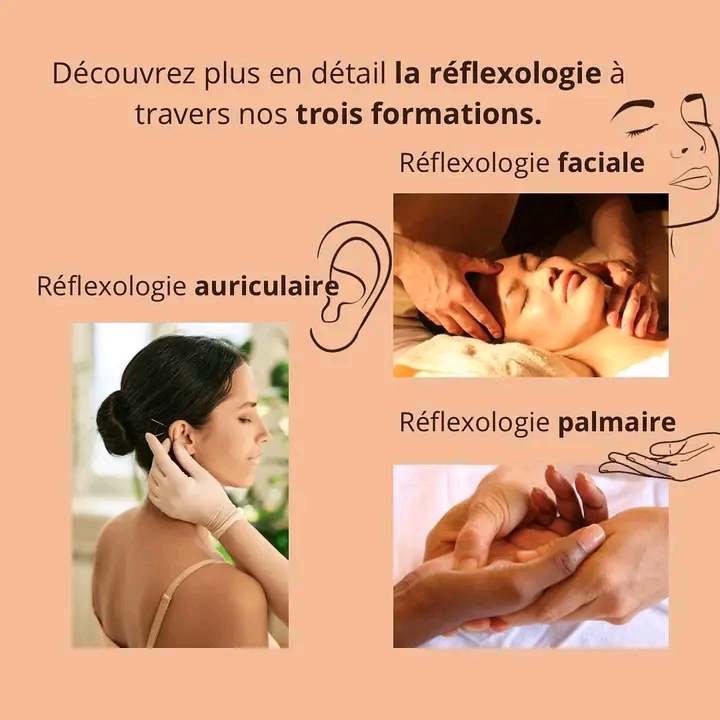 Découvrez plus en détail la réflexologie à
travers nos trois formations.
Réflexologie faciale
Réflexologie auriculaire
Réflexologie palmaire